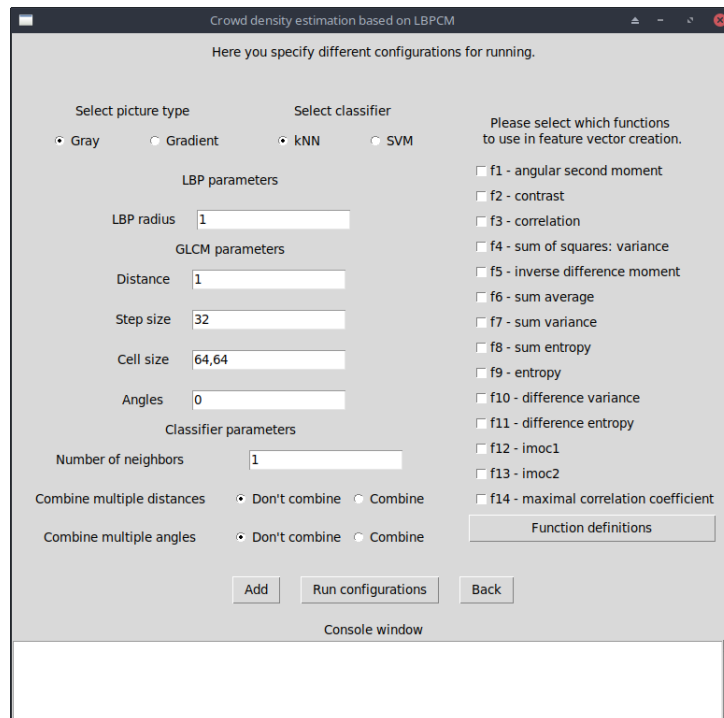 Crowd density estimation based on LBPCM
Here you specify different configurations for running.
Select picture type
Select classifier
Gray
Gradient
kNN
SVM
LBP parameters
LBP radius
1
GLCM parameters
Distance
1
Step size
32
Cell size
64,64
Angles
0
Classifier parameters
Number of neighbors
1
Combine multiple distances
Don't combine
Combine
Combine multiple angles
Don't combine
Combine
Please select which functions
to use in feature vector creation.
f1 - angular second moment
f2 - contrast
f3 - correlation
f4 - sum of squares: variance
f5 - inverse difference moment
f6 - sum average
f7 - sum variance
f8 - sum entropy
f9 - entropy
f10 - difference variance
f11 - difference entropy
f12 - imoc1
f13 - imoc2
f14 - maximal correlation coefficient
Function definitions
Add
Run configurations
Back
Console window